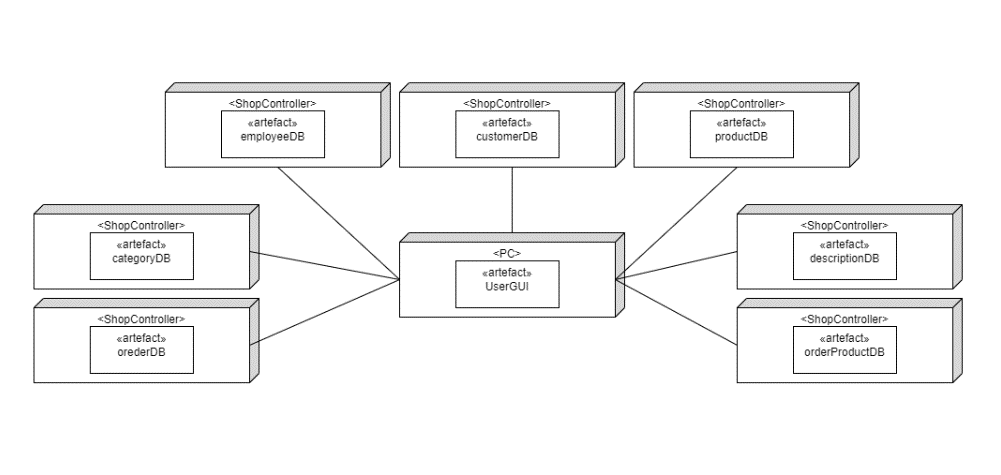 <ShopController>
«artefact»
employeeDB
<ShopController>
«artefact»
customerDB
<ShopController>
«artefact»
productDB
<ShopController>
«artefact»
categoryDB
<PC>
«artefact»
UserGUI
<ShopController>
«artefact»
descriptionDB
<ShopController>
«artefact»
orederDB
<ShopController>
«artefact»
orderProductDB